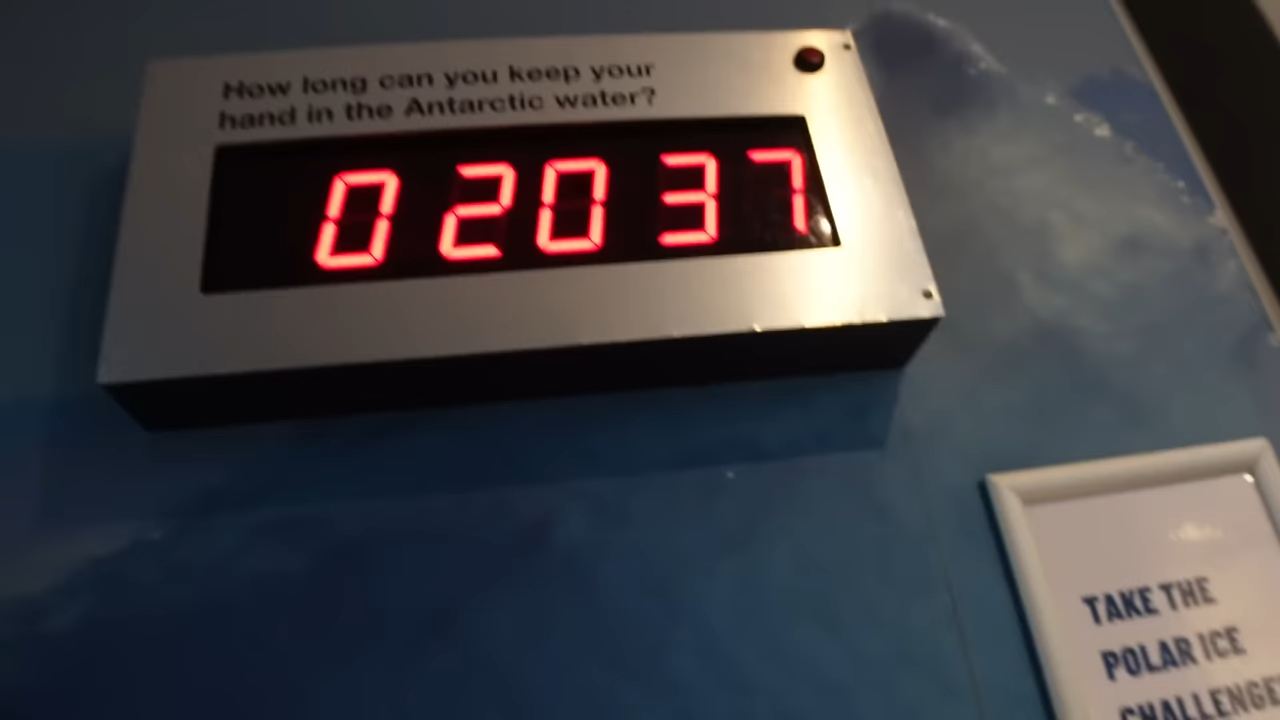 How long can you keep your
hand in the Antarctic water?
0 20 37
TAKE THE
POLAR ICE
CHALLENGE